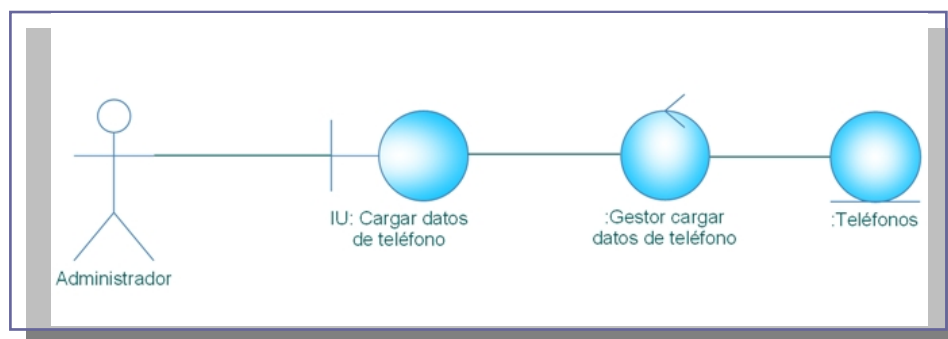 Administrador
IU: Cargar datos
de teléfono
:Gestor cargar
datos de teléfono
:Teléfonos